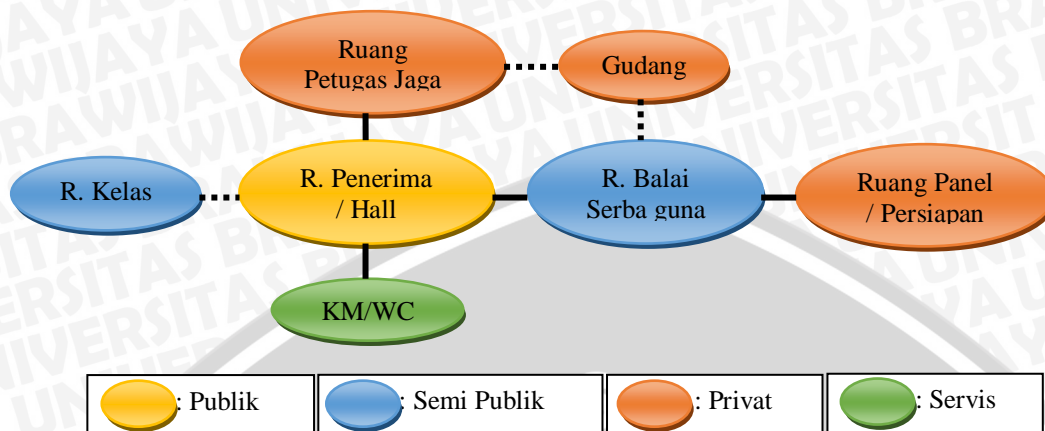 Ruang
Petugas Jaga
Gudang
R. Kelas
R. Penerima
/ Hall
R. Balai
Serba guna
Ruang Panel
/ Persiapan
KM/WC
: Publik
: Semi Publik
: Privat
: Servis